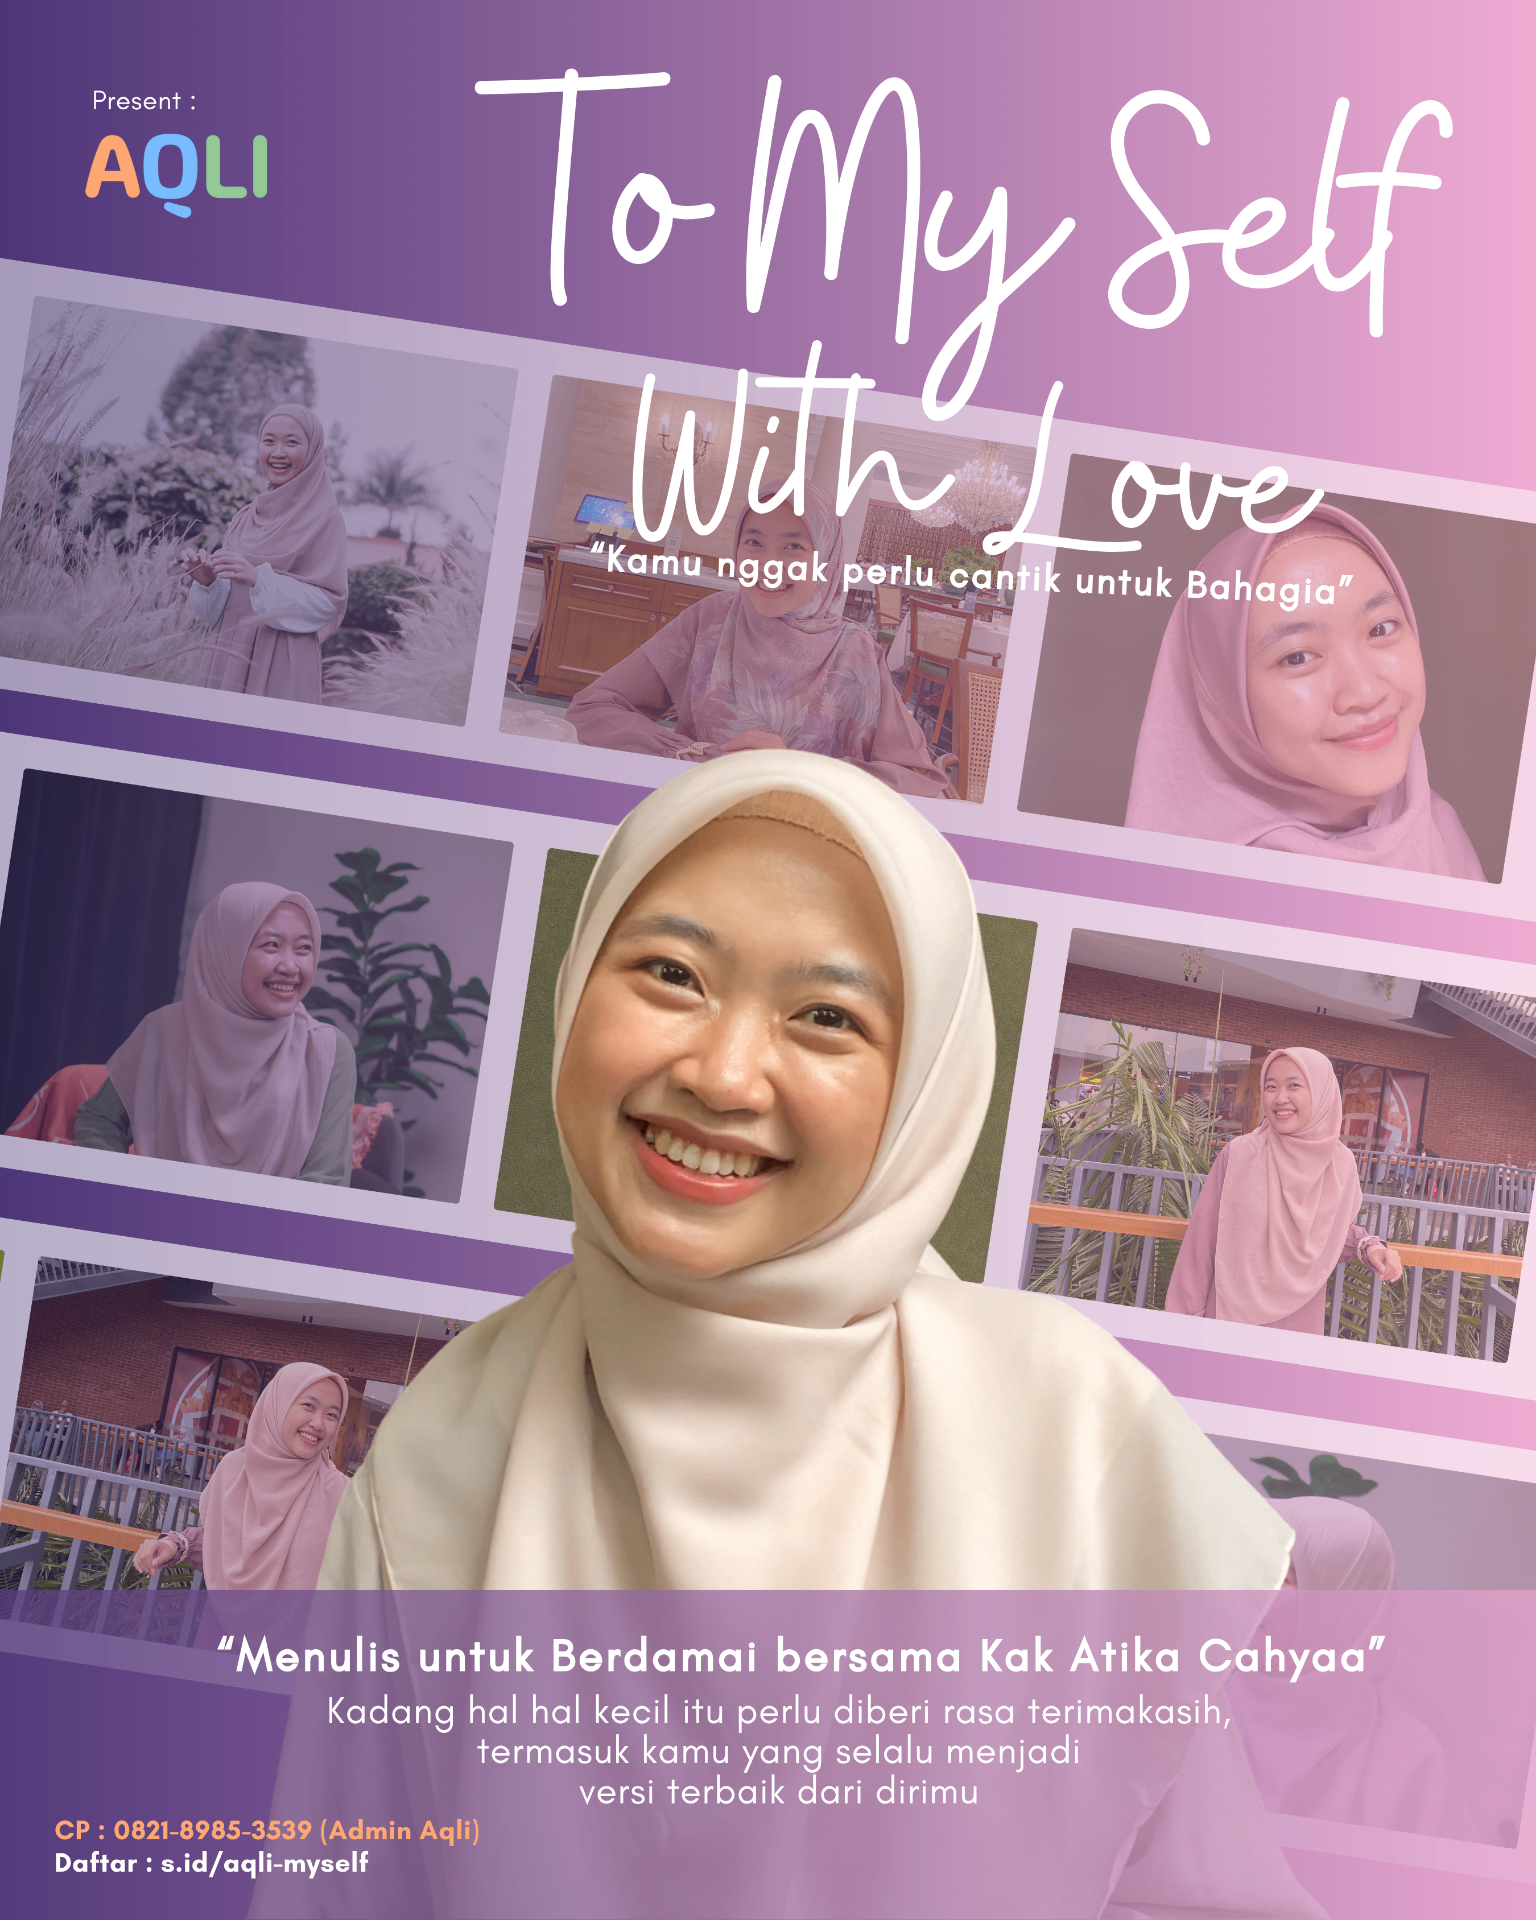 Present :
AQLI
To My Self
With Love
“Kamu nggak perlu cantik untuk Bahagia”
“Menulis untuk Berdamai bersama Kak Atika Cahyaa”
Kadang hal hal kecil itu perlu diberi rasa terimakasih,
termasuk kamu yang selalu menjadi
versi terbaik dari dirimu
CP : 0821-8985-3539 (Admin Aqli)
Daftar : s.id/aqli-myself